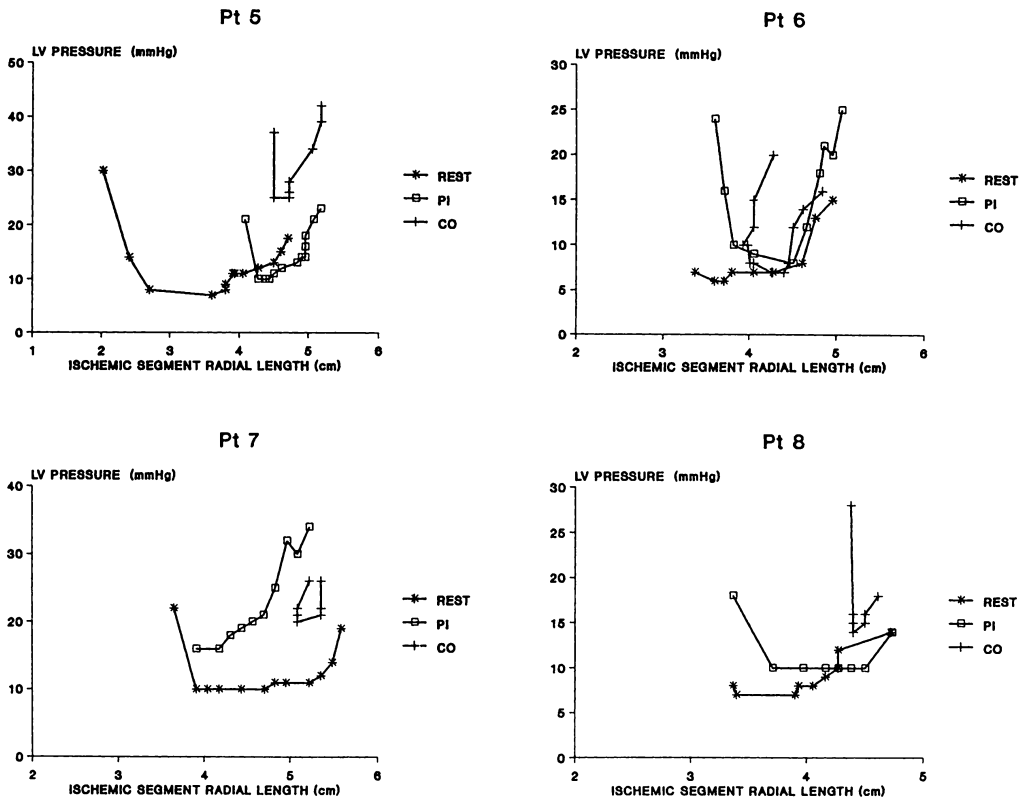 Pt 5
LV PRESSURE (mmHg)
50
40
30
20
10
0
1 2 3 4 5 6
ISCHEMIC SEGMENT RADIAL LENGTH (cm)
REST
PI
CO
Pt 6
LV PRESSURE (mmHg)
30
25
20
15
10
5
0
2 3 4 5 6
ISCHEMIC SEGMENT RADIAL LENGTH (cm)
REST
PI
CO
Pt 7
LV PRESSURE (mmHg)
40
30
20
10
0
2 3 4 5 6
ISCHEMIC SEGMENT RADIAL LENGTH (cm)
REST
PI
CO
Pt 8
LV PRESSURE (mmHg)
30
25
20
15
10
5
0
2 3 4 5
ISCHEMIC SEGMENT RADIAL LENGTH (cm)
REST
PI
CO